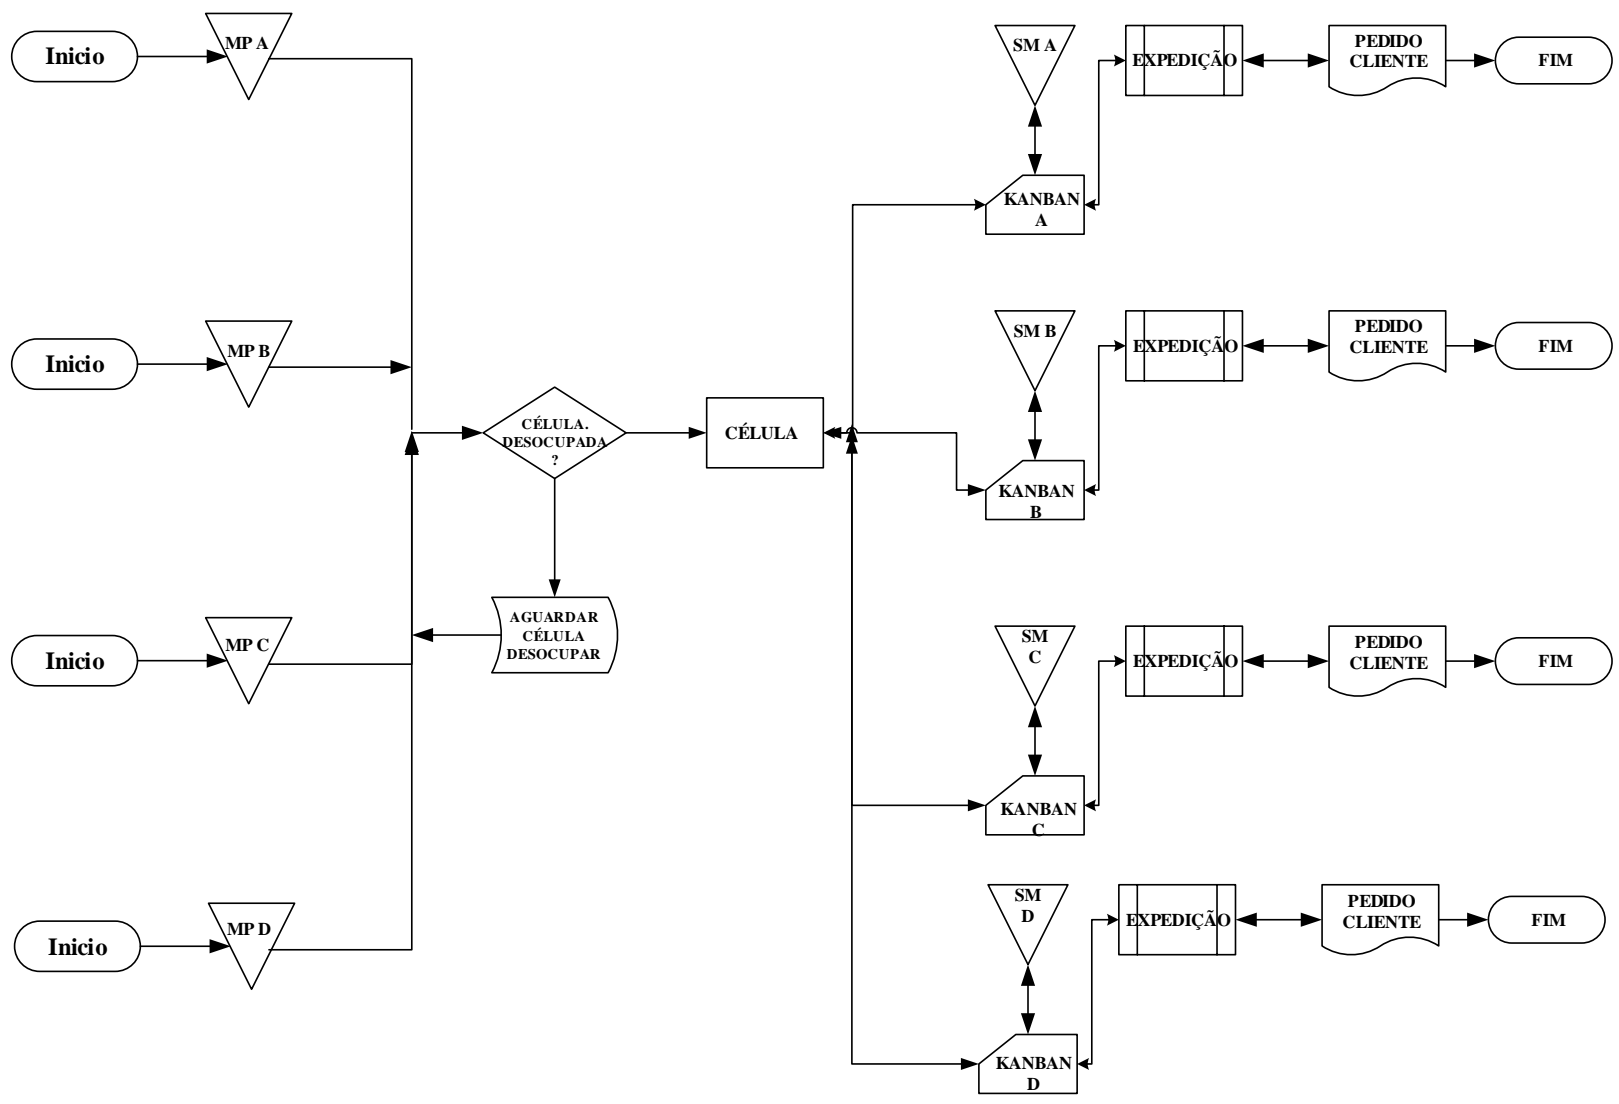 Inicio
MP A
SM A
EXPEDIÇÃO
PEDIDO
CLIENTE
FIM
KANBAN
A
Inicio
MP B
SM B
EXPEDIÇÃO
PEDIDO
CLIENTE
FIM
CÉLULA.
DESOCUPADA
?
CÉLULA
KANBAN
B
AGUARDAR
CÉLULA
DESOCUPAR
Inicio
MP C
SM
C
EXPEDIÇÃO
PEDIDO
CLIENTE
FIM
KANBAN
C
Inicio
MP D
SM
D
EXPEDIÇÃO
PEDIDO
CLIENTE
FIM
KANBAN
D